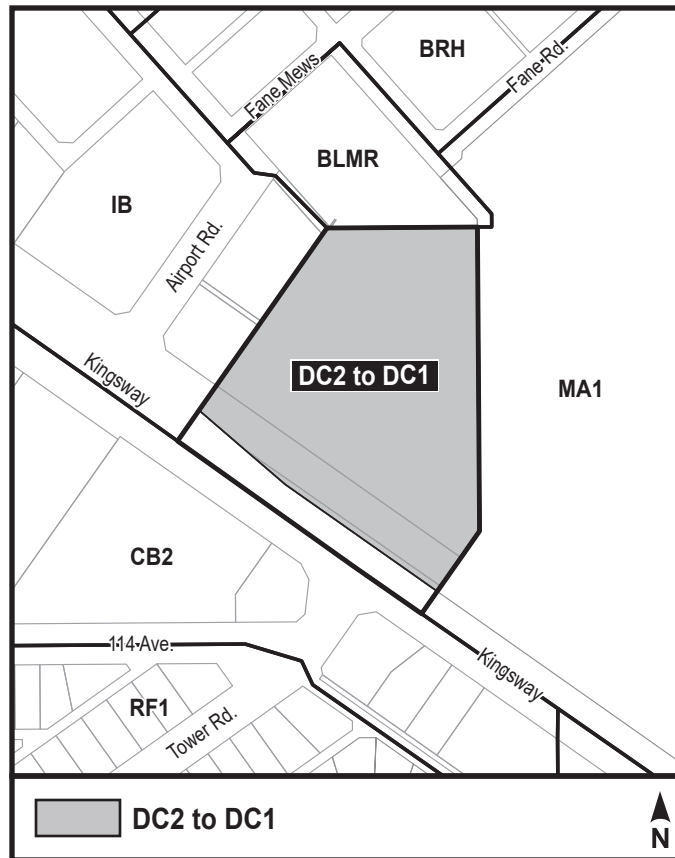 BRH
Fane Mews
Fane Rd.
BLMR
IB
Airport Rd.
DC2 to DC1
MA1
Kingsway
CB2
114 Ave.
Kingsway
RF1
Tower Rd.
DC2 to DC1
N